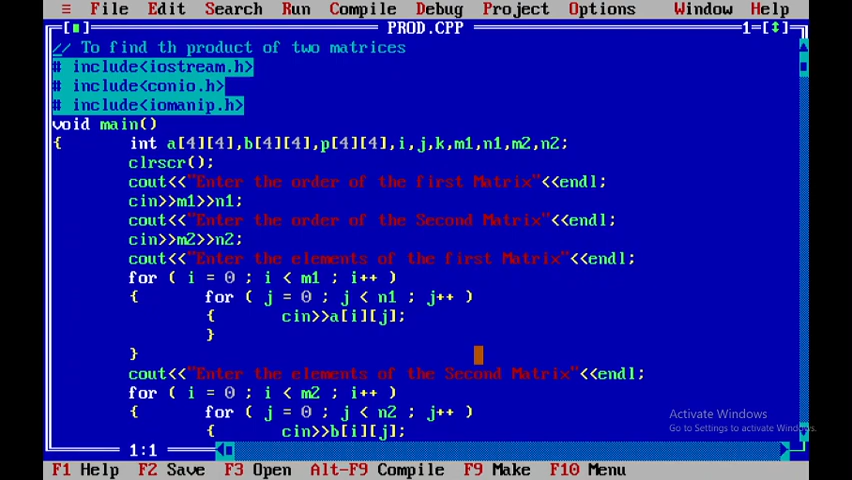 ≡ File Edit Search Run Compile Debug Project Options Window Help
[■] PROD.CPP 1=[↕]
// To find th product of two matrices
# include<iostream.h>
# include<conio.h>
# include<iomanip.h>
void main()
{ int a[4][4],b[4][4],p[4][4],i,j,k,m1,n1,m2,n2;
clrscr();
cout<<"Enter the order of the first Matrix"<<endl;
cin>>m1>>n1;
cout<<"Enter the order of the Second Matrix"<<endl;
cin>>m2>>n2;
cout<<"Enter the elements of the first Matrix"<<endl;
for ( i = 0 ; i < m1 ; i++ )
{ for ( j = 0 ; j < n1 ; j++ )
{ cin>>a[i][j];
}
}
cout<<"Enter the elements of the Second Matrix"<<endl;
for ( i = 0 ; i < m2 ; i++ )
{ for ( j = 0 ; j < n2 ; j++ )
{ cin>>b[i][j];
Activate Windows
Go to Settings to activate Windows.
1:1
F1 Help F2 Save F3 Open Alt-F9 Compile F9 Make F10 Menu